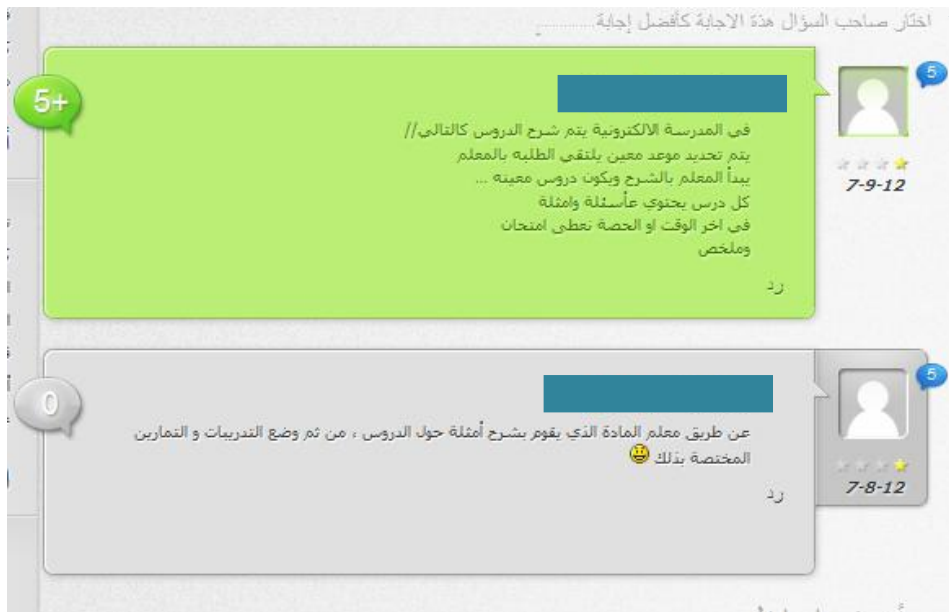 اختار صاحب السؤال هذة الاجابة كأفضل إجابة
5
5+
في المدرسة الالكترونية يتم شرح الدروس كالتالي//
يتم تحديد موعد معين يلتقي الطلبه بالمعلم
يبدأ المعلم بالشرح ويكون دروس معينه ...
كل درس يحتوي عأسئلة وامثلة
في اخر الوقت او الحصة نعطى امتحان
وملخص
رد
7-9-12
5
0
عن طريق معلم المادة الذي يقوم بشرح أمثلة حول الدروس ، من ثم وضع التدريبات و التمارين
المختصة بذلك
رد
7-8-12